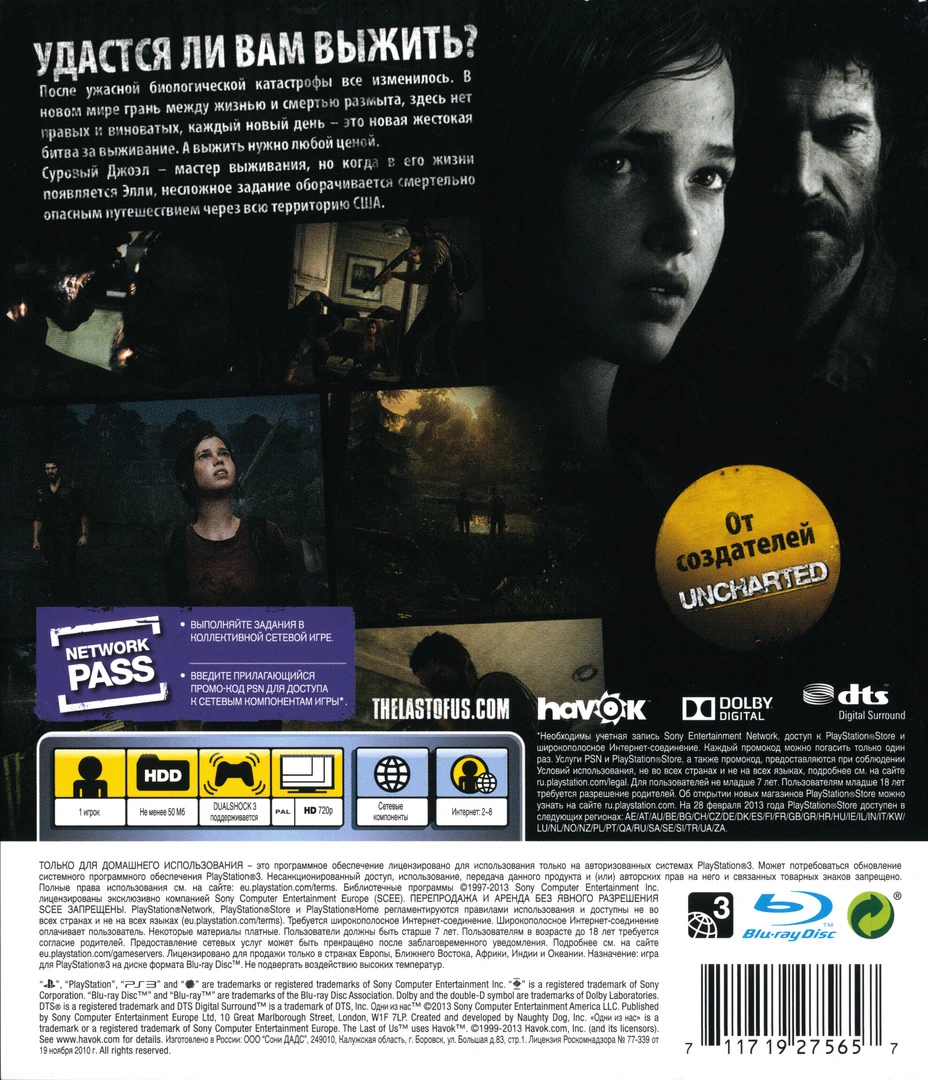 УДАСТСЯ ЛИ ВАМ ВЫЖИТЬ?
После ужасной биологической катастрофы все изменилось. В
новом мире грань между жизнью и смертью размыта, здесь нет
правых и виноватых, каждый новый день – это новая жестокая
битва за выживание. А выжить нужно любой ценой.
Суровый Джоэл – мастер выживания, но когда в его жизни
появляется Элли, несложное задание оборачивается смертельно
опасным путешествием через всю территорию США.
От
создателей
UNCHARTED
NETWORK
PASS
• ВЫПОЛНЯЙТЕ ЗАДАНИЯ В
КОЛЛЕКТИВНОЙ СЕТЕВОЙ ИГРЕ.
• ВВЕДИТЕ ПРИЛАГАЮЩИЙСЯ
ПРОМО-КОД PSN ДЛЯ ДОСТУПА
К СЕТЕВЫМ КОМПОНЕНТАМ ИГРЫ*.
THELASTOFUS.COM
havok™
DOLBY
DIGITAL
dts™
Digital Surround
*Необходимы учетная запись Sony Entertainment Network, доступ к PlayStation®Store и
широкополосное Интернет-соединение. Каждый промокод можно погасить только один
раз. Услуги PSN и PlayStation®Store, а также промокод, предоставляются при соблюдении
Условий использования, не во всех странах и не на всех языках, подробнее см. на сайте
ru.playstation.com/legal. Для пользователей не младше 7 лет. Пользователям младше 18 лет
требуется разрешение родителей. Об открытии новых магазинов PlayStation®Store можно
узнать на сайте ru.playstation.com. На 28 февраля 2013 года PlayStation®Store доступен в
следующих регионах: AE/AT/AU/BE/BG/CH/CZ/DE/DK/ES/FI/FR/GB/GR/HR/HU/IE/IL/IN/IT/KW/
LU/NL/NO/NZ/PL/PT/QA/RU/SA/SE/SI/TR/UA/ZA.
HDD
1 игрок
Не менее 50 Мб
DUALSHOCK 3
поддерживается
PAL
HD 720p
Сетевые
компоненты
Интернет: 2–8
ТОЛЬКО ДЛЯ ДОМАШНЕГО ИСПОЛЬЗОВАНИЯ – это программное обеспечение лицензировано для использования только на авторизованных системах PlayStation®3. Может потребоваться обновление
системного программного обеспечения PlayStation®3. Несанкционированный доступ, использование, передача данного продукта и (или) авторских прав на него и связанных товарных знаков запрещено.
Полные права использования см. на сайте: eu.playstation.com/terms. Библиотечные программы ©1997-2013 Sony Computer Entertainment Inc.
лицензированы эксклюзивно компанией Sony Computer Entertainment Europe (SCEE). ПЕРЕПРОДАЖА И АРЕНДА БЕЗ ЯВНОГО РАЗРЕШЕНИЯ
SCEE ЗАПРЕЩЕНЫ. PlayStation®Network, PlayStation®Store и PlayStation®Home регламентируются правилами использования и доступны не во
всех странах и не на всех языках (eu.playstation.com/terms). Требуется широкополосное Интернет-соединение. Широкополосное Интернет-соединение
оплачивает пользователь. Некоторые материалы платные. Пользователи должны быть старше 7 лет. Пользователям в возрасте до 18 лет требуется
согласие родителей. Предоставление сетевых услуг может быть прекращено после заблаговременного уведомления. Подробнее см. на сайте
eu.playstation.com/gameservers. Лицензировано для продажи только в странах Европы, Ближнего Востока, Африки, Индии и Океании. Назначение: игра
для PlayStation®3 на диске формата Blu-ray Disc™. Не подвергать воздействию высоких температур.
“ ”, “PlayStation”, “PS3” and “ ” are trademarks or registered trademarks of Sony Computer Entertainment Inc. “ ” is a registered trademark of Sony
Corporation. “Blu-ray Disc™” and “Blu-ray™” are trademarks of the Blu-ray Disc Association. Dolby and the double-D symbol are trademarks of Dolby Laboratories.
DTS® is a registered trademark and DTS Digital Surround™ is a trademark of DTS, Inc. Одни из нас™ ©2013 Sony Computer Entertainment America LLC. Published
by Sony Computer Entertainment Europe Ltd, 10 Great Marlborough Street, London, W1F 7LP. Created and developed by Naughty Dog, Inc. «Одни из нас» is a
trademark or a registered trademark of Sony Computer Entertainment Europe. The Last of Us™ uses Havok™. ©1999-2013 Havok.com, Inc. (and its licensors).
See www.havok.com for details. Изготовлено в России: ООО “Сони ДАДС”, 249010, Калужская область, г. Боровск, ул. Большая д.83, стр.1. Лицензия Роскомнадзора № 77-339 от
19 ноября 2010 г. All rights reserved.
3
Blu-ray Disc
TM
®
7 11719 27565 7